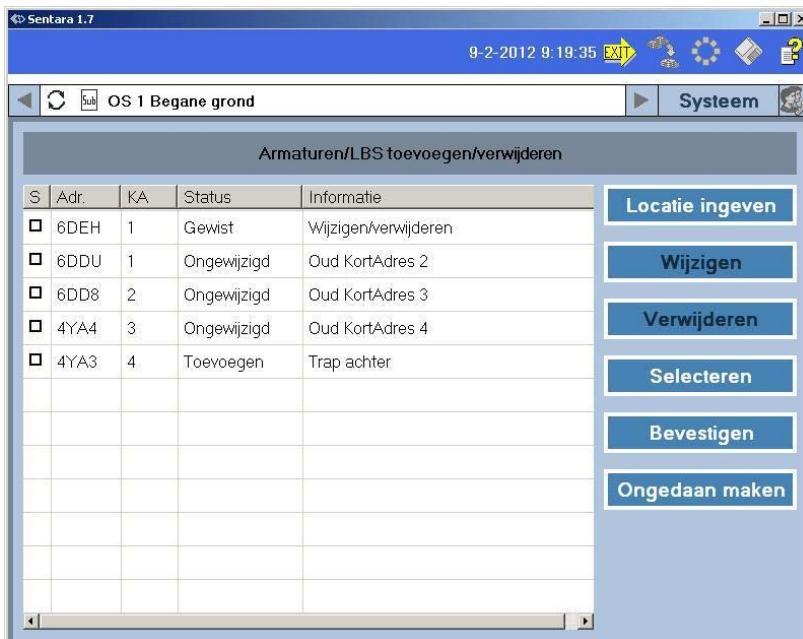 Sentara 1.7
9-2-2012 9:19:35 EXIT
Sub OS 1 Begane grond Systeem
Armaturen/LBS toevoegen/verwijderen
S Adr. KA Status Informatie
6DEH 1 Gewist Wijzigen/verwijderen
6DDU 1 Ongewijzigd Oud KortAdres 2
6DD8 2 Ongewijzigd Oud KortAdres 3
4YA4 3 Ongewijzigd Oud KortAdres 4
4YA3 4 Toevoegen Trap achter
Locatie ingeven
Wijzigen
Verwijderen
Selecteren
Bevestigen
Ongedaan maken